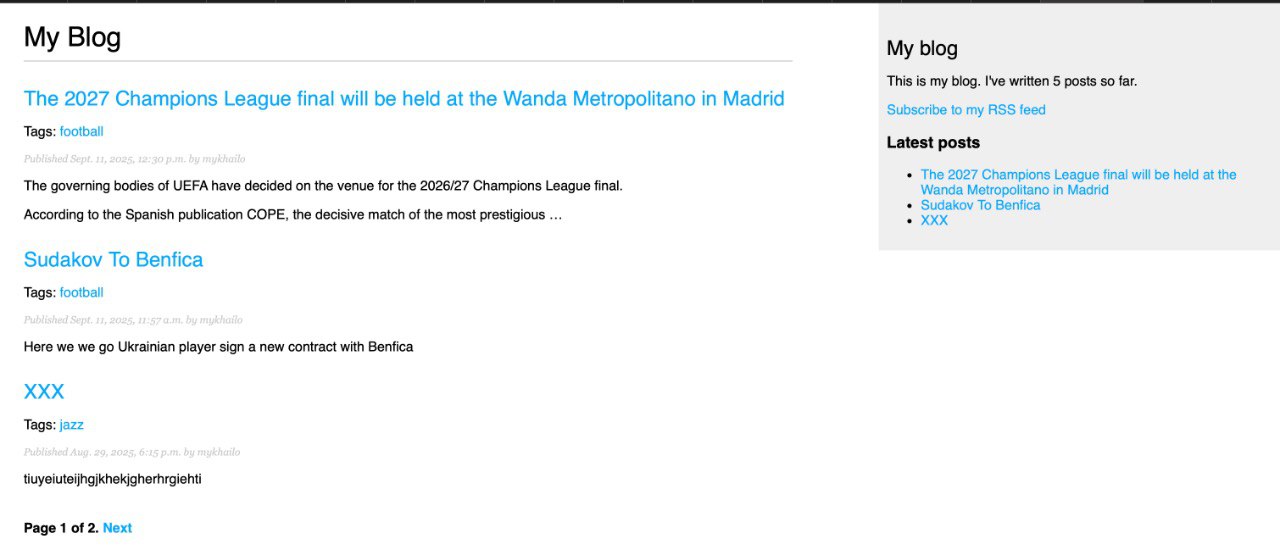 My Blog
The 2027 Champions League final will be held at the Wanda Metropolitano in Madrid
Tags: football
Published Sept. 11, 2025, 12:30 p.m. by mykhailo
The governing bodies of UEFA have decided on the venue for the 2026/27 Champions League final.
According to the Spanish publication COPE, the decisive match of the most prestigious …
Sudakov To Benfica
Tags: football
Published Sept. 11, 2025, 11:57 a.m. by mykhailo
Here we we go Ukrainian player sign a new contract with Benfica
XXX
Tags: jazz
Published Aug. 29, 2025, 6:15 p.m. by mykhailo
tiuyeiuteijhgjkhekjgherhrgiehti
Page 1 of 2. Next
My blog
This is my blog. I've written 5 posts so far.
Subscribe to my RSS feed
Latest posts
• The 2027 Champions League final will be held at the
Wanda Metropolitano in Madrid
• Sudakov To Benfica
• XXX